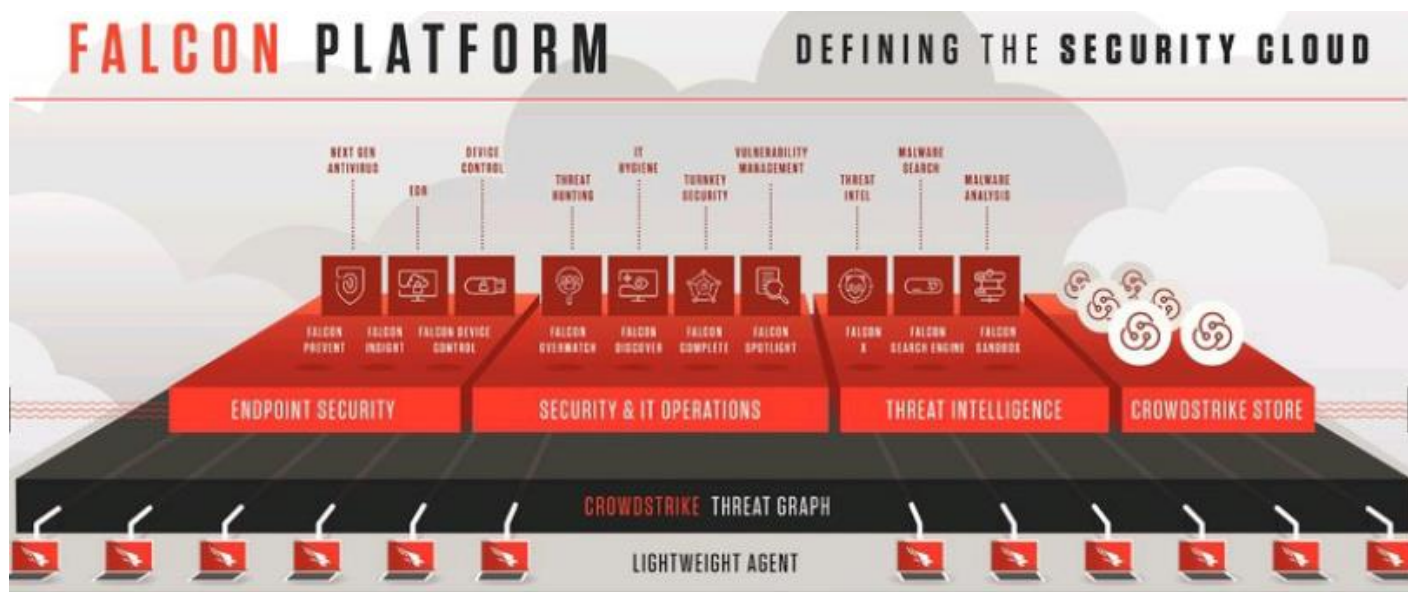 FALCON PLATFORM
DEFINING THE SECURITY CLOUD
NEXT GEN
ANTIVIRUS
EDR
DEVICE
CONTROL
THREAT
HUNTING
IT
HYGIENE
TURNKEY
SECURITY
VULNERABILITY
MANAGEMENT
THREAT
INTEL
MALWARE
SEARCH
MALWARE
ANALYSIS
FALCON
PREVENT
FALCON
INSIGHT
FALCON DEVICE
CONTROL
FALCON
OVERWATCH
FALCON
DISCOVER
FALCON
COMPLETE
FALCON
SPOTLIGHT
FALCON
X
FALCON
SEARCH ENGINE
FALCON
SANDBOX
ENDPOINT SECURITY
SECURITY & IT OPERATIONS
THREAT INTELLIGENCE
CROWDSTRIKE STORE
CROWDSTRIKE THREAT GRAPH
LIGHTWEIGHT AGENT